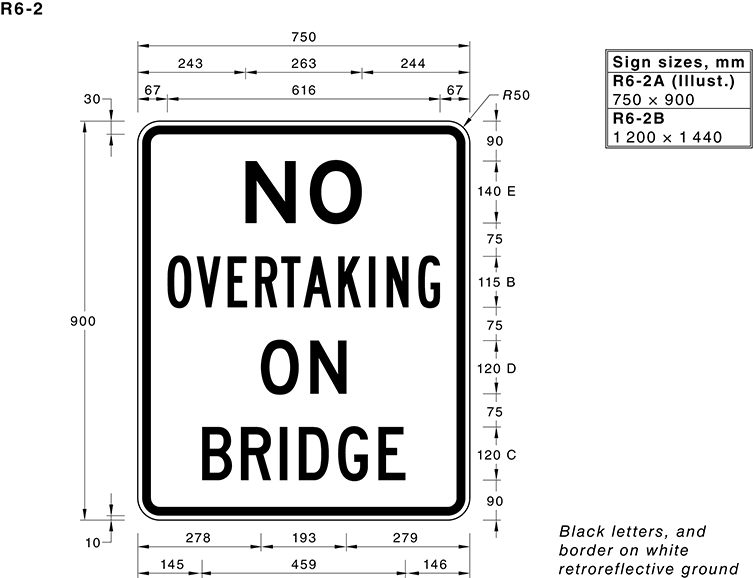 R6-2
750
243 263 244
67 616 67
R50
30
Sign sizes, mm
R6-2A (Illust.)
750 × 900
R6-2B
1 200 × 1 440
90
NO
140 E
75
OVERTAKING
115 B
900
75
ON
120 D
75
BRIDGE
120 C
90
10
278 193 279
145 459 146
Black letters, and
border on white
retroreflective ground